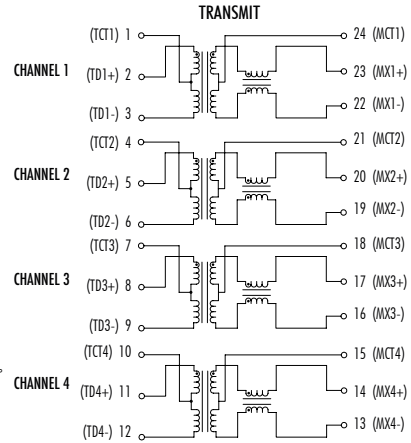 TRANSMIT
(TCT1) 1
24 (MCT1)
CHANNEL 1
(TD1+) 2
23 (MX1+)
(TD1-) 3
22 (MX1-)
(TCT2) 4
21 (MCT2)
CHANNEL 2
(TD2+) 5
20 (MX2+)
(TD2-) 6
19 (MX2-)
(TCT3) 7
18 (MCT3)
CHANNEL 3
(TD3+) 8
17 (MX3+)
(TD3-) 9
16 (MX3-)
(TCT4) 10
15 (MCT4)
CHANNEL 4
(TD4+) 11
14 (MX4+)
(TD4-) 12
13 (MX4-)